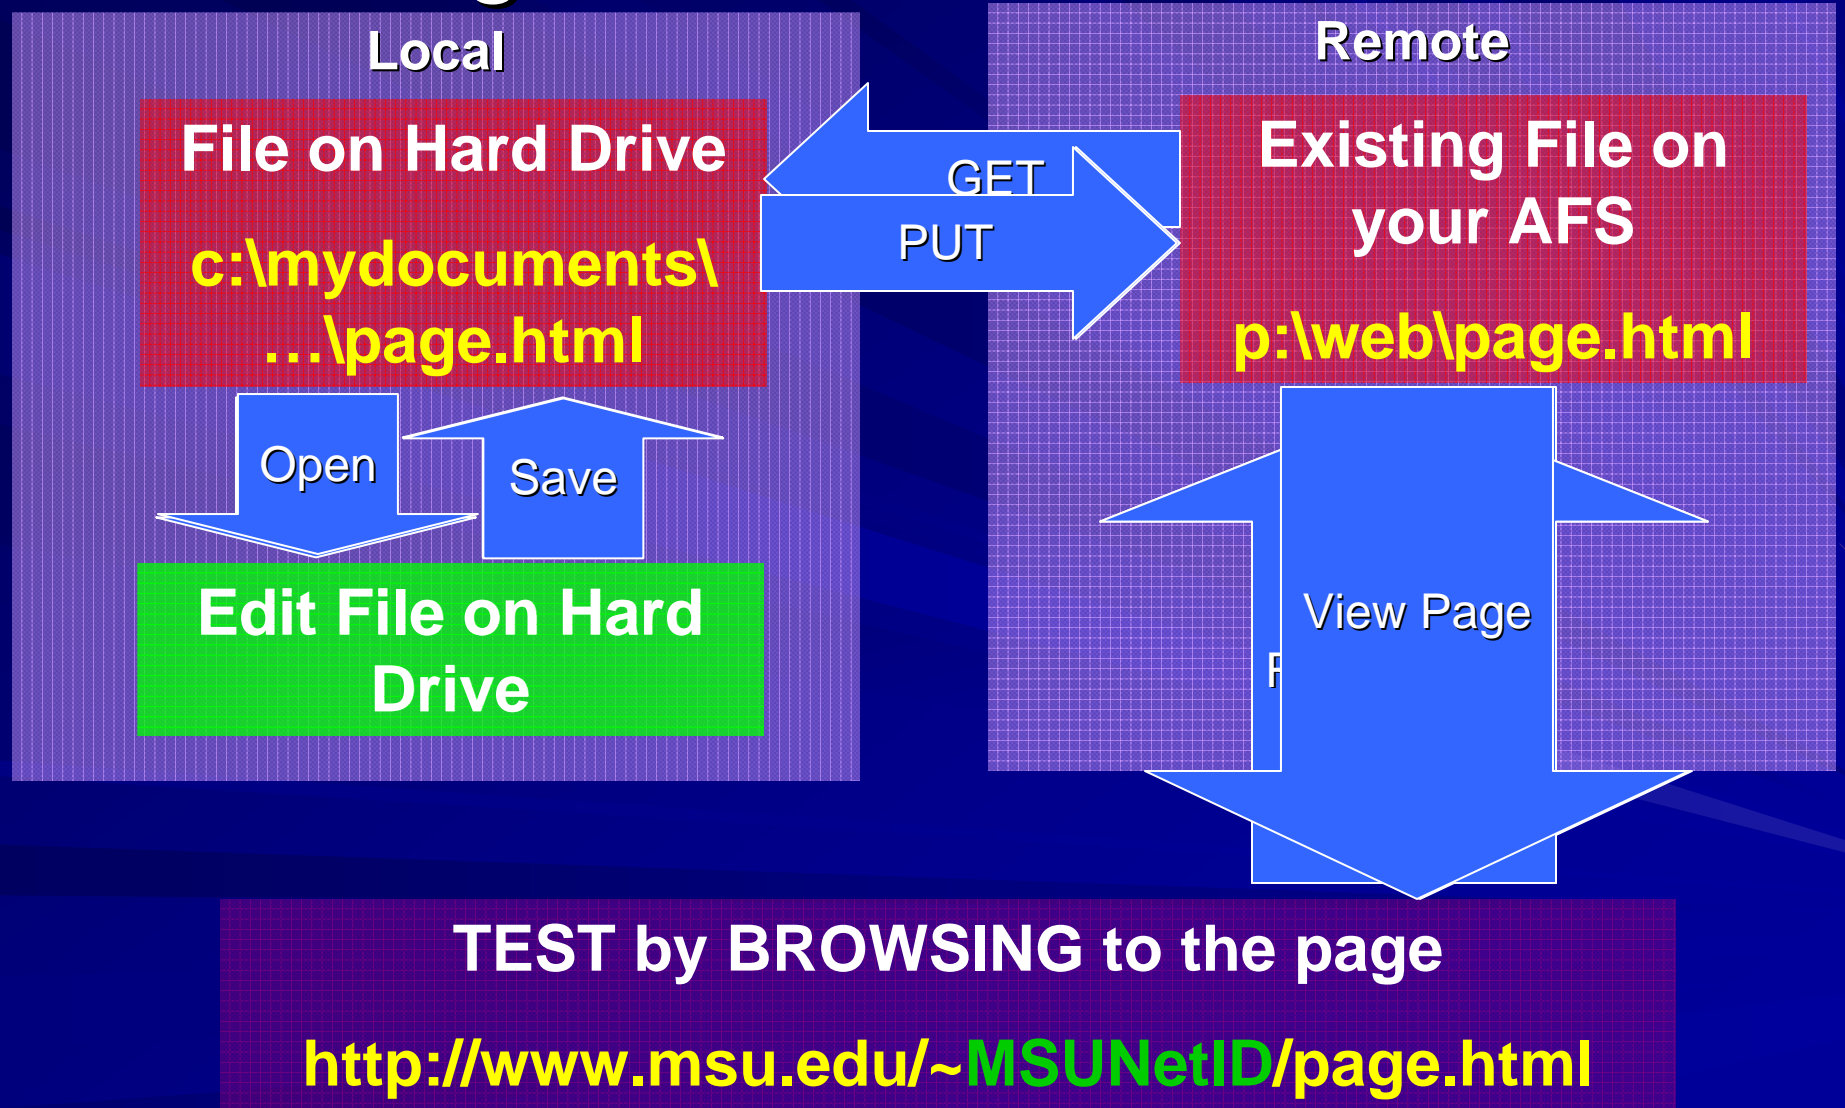 Local
File on Hard Drive
c:\mydocuments\
…\page.html
Open
Save
Edit File on Hard
Drive
GET
PUT
Remote
Existing File on
your AFS
p:\web\page.html
View Page
TEST by BROWSING to the page
http://www.msu.edu/~MSUNetID/page.html